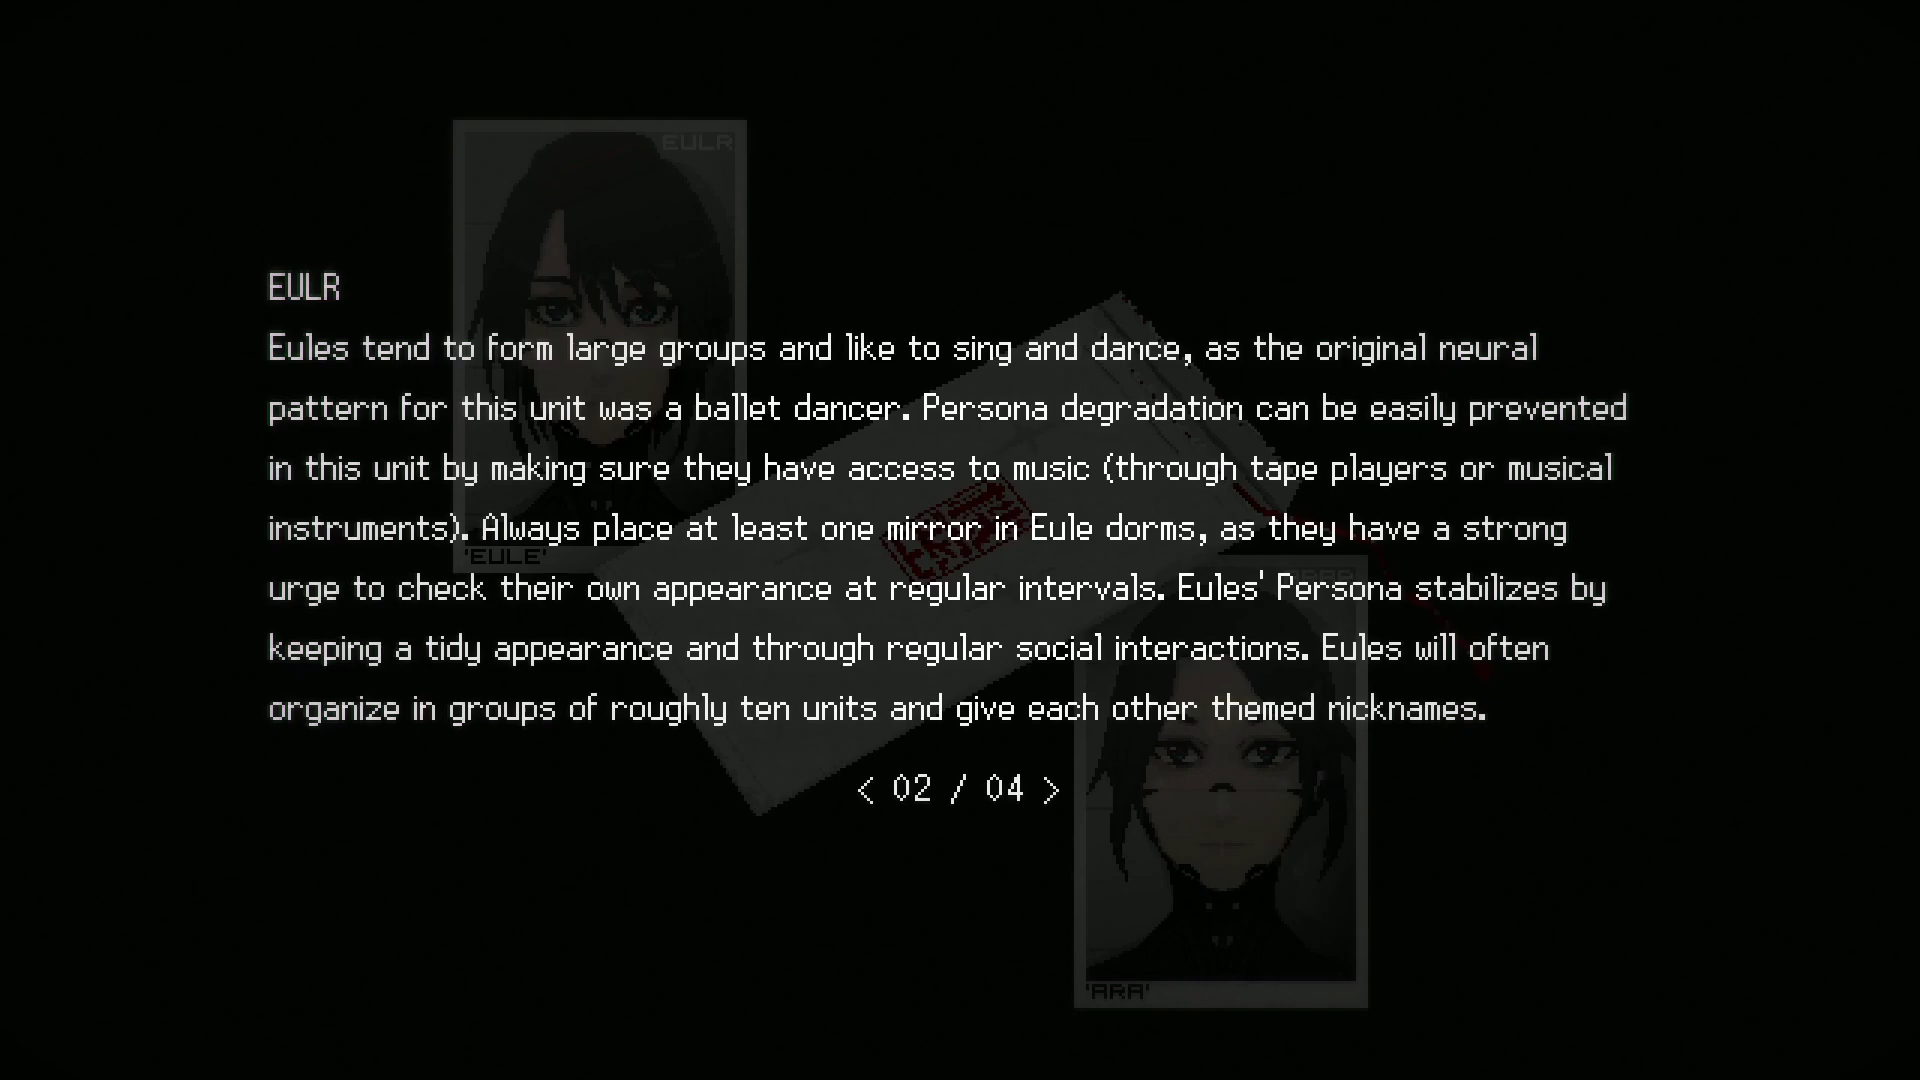 EULR
EULR
Eules tend to form large groups and like to sing and dance, as the original neural
pattern for this unit was a ballet dancer. Persona degradation can be easily prevented
in this unit by making sure they have access to music (through tape players or musical
instruments). Always place at least one mirror in Eule dorms, as they have a strong
'EULE'
urge to check their own appearance at regular intervals. Eules' Persona stabilizes by
keeping a tidy appearance and through regular social interactions. Eules will often
organize in groups of roughly ten units and give each other themed nicknames.
< 02 / 04 >
'ARA'